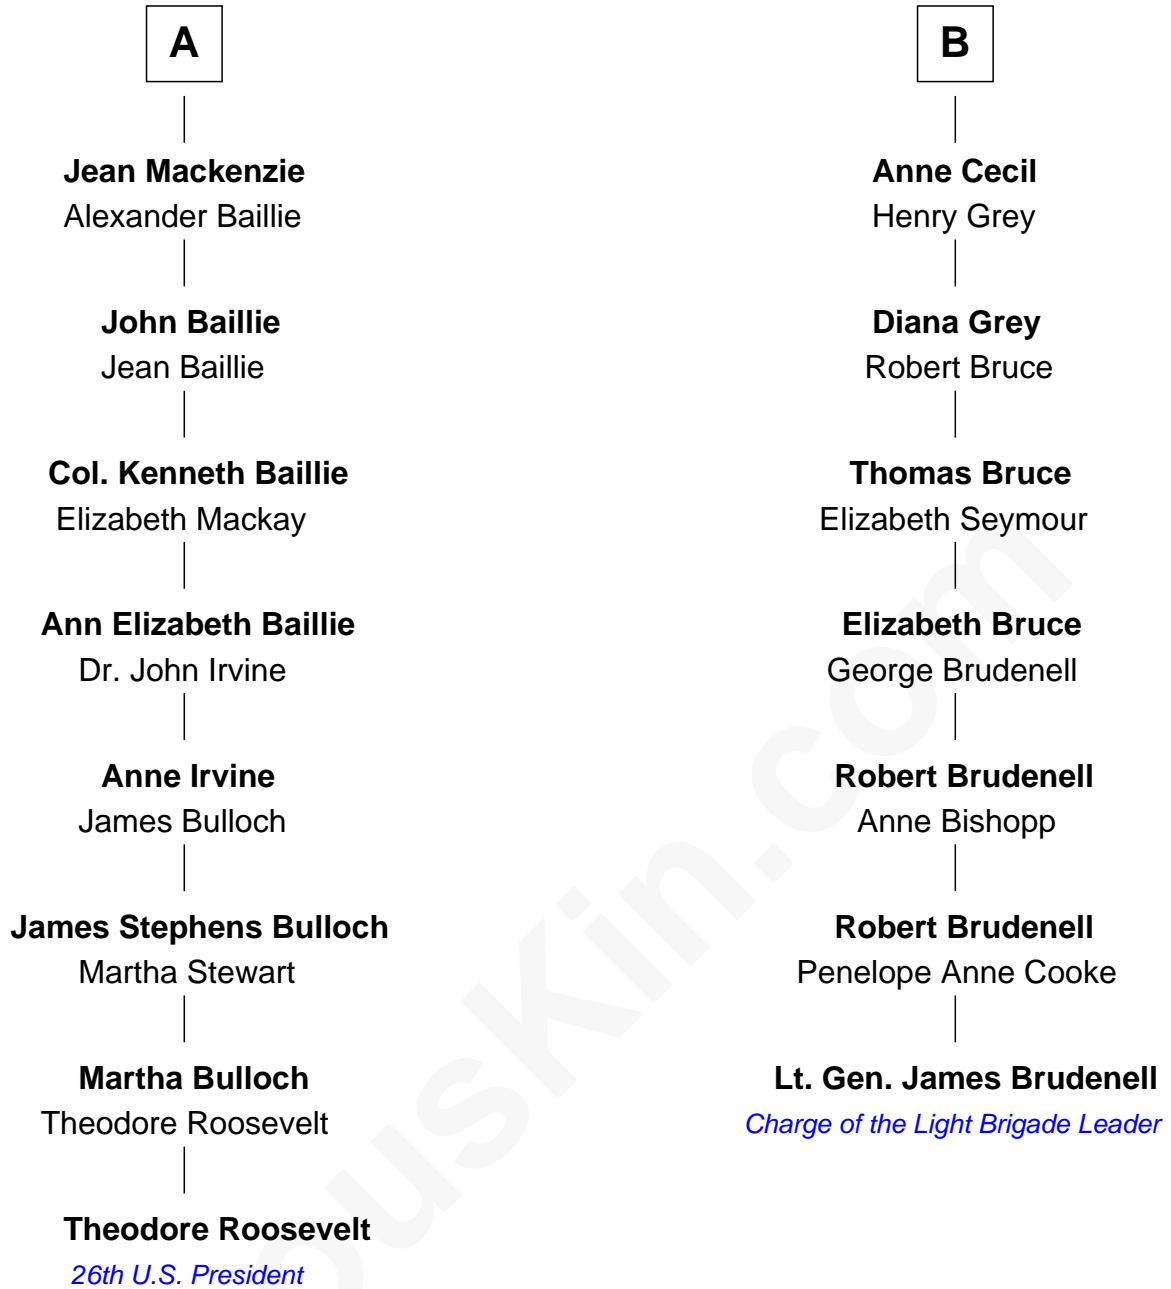 A
Jean Mackenzie
Alexander Baillie
John Baillie
Jean Baillie
Col. Kenneth Baillie
Elizabeth Mackay
Ann Elizabeth Baillie
Dr. John Irvine
Anne Irvine
James Bulloch
James Stephens Bulloch
Martha Stewart
Martha Bulloch
Theodore Roosevelt
Theodore Roosevelt
26th U.S. President
B
Anne Cecil
Henry Grey
Diana Grey
Robert Bruce
Thomas Bruce
Elizabeth Seymour
Elizabeth Bruce
George Brudenell
Robert Brudenell
Anne Bishopp
Robert Brudenell
Penelope Anne Cooke
Lt. Gen. James Brudenell
Charge of the Light Brigade Leader
ousKin.com